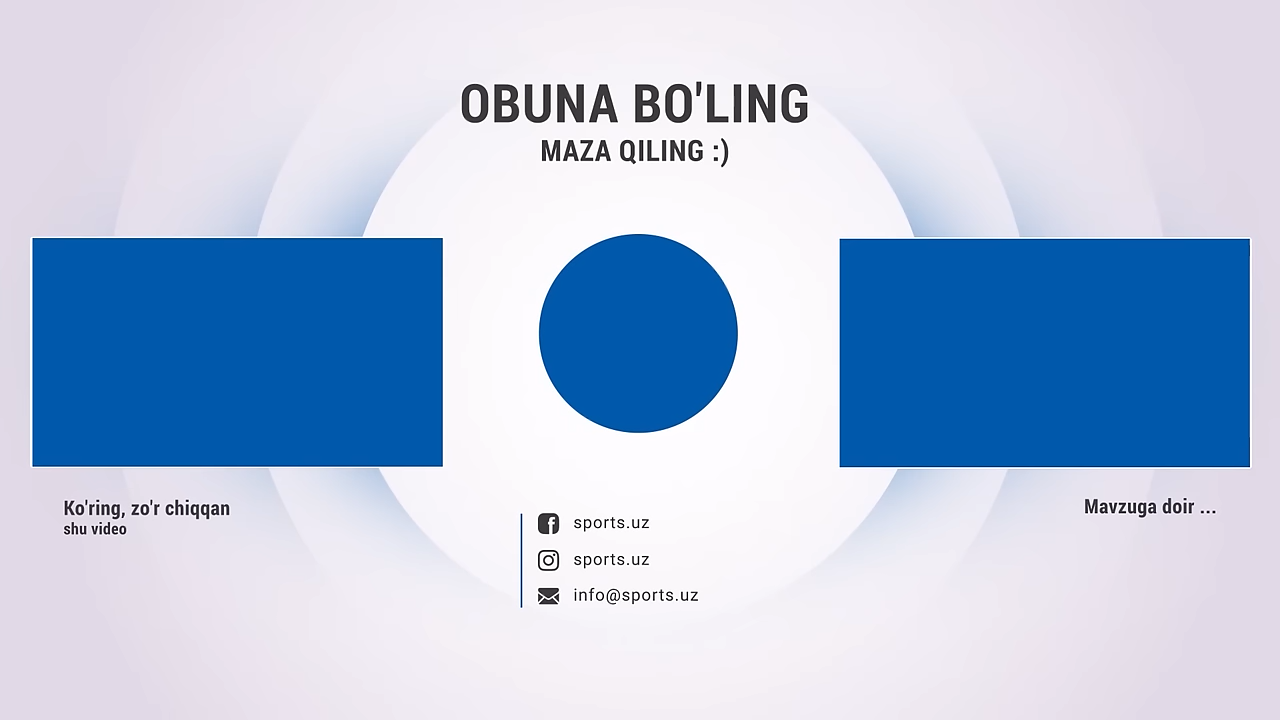 OBUNA BO'LING
MAZA QILING :)
Ko'ring, zo'r chiqqan
shu video
Mavzuga doir ...
sports.uz
sports.uz
info@sports.uz